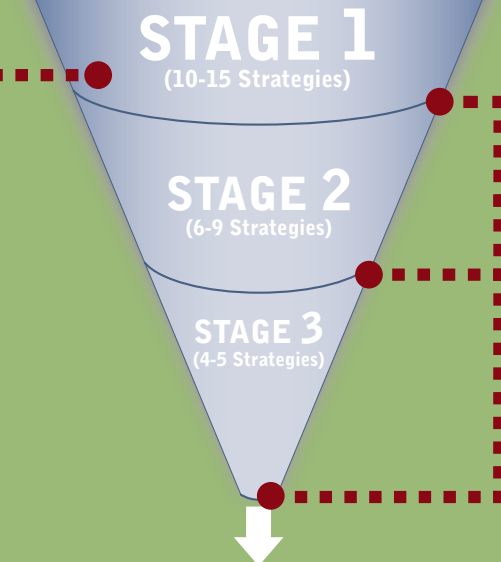 STAGE 1
(10-15 Strategies)
STAGE 2
(6-9 Strategies)
STAGE 3
(4-5 Strategies)